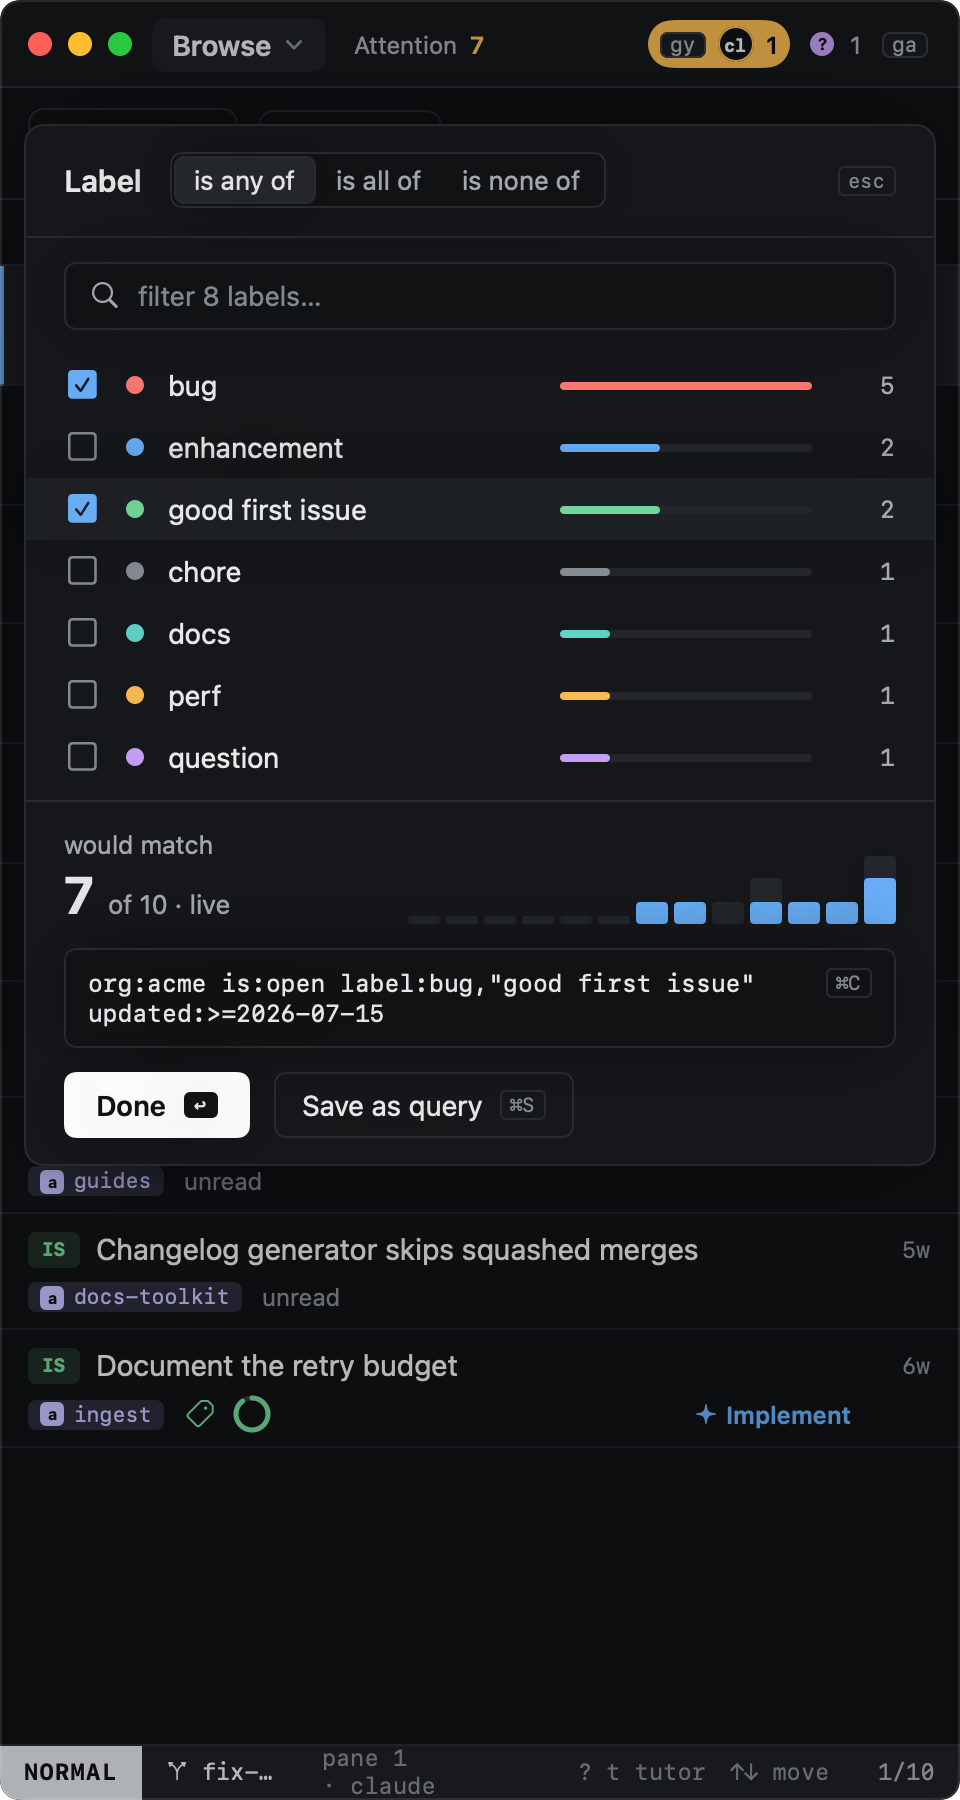 Browse Attention 7 gy cl 1 ? 1 ga
Label is any of is all of is none of esc
filter 8 labels...
bug 5
enhancement 2
good first issue 2
chore 1
docs 1
perf 1
question 1
would match
7 of 10 · live
org:acme is:open label:bug,"good first issue" ⌘C
updated:>=2026-07-15
Done ↩ Save as query ⌘S
a guides unread
IS Changelog generator skips squashed merges 5w
a docs-toolkit unread
IS Document the retry budget 6w
a ingest Implement
NORMAL fix-… pane 1 · claude ? t tutor ↑↓ move 1/10